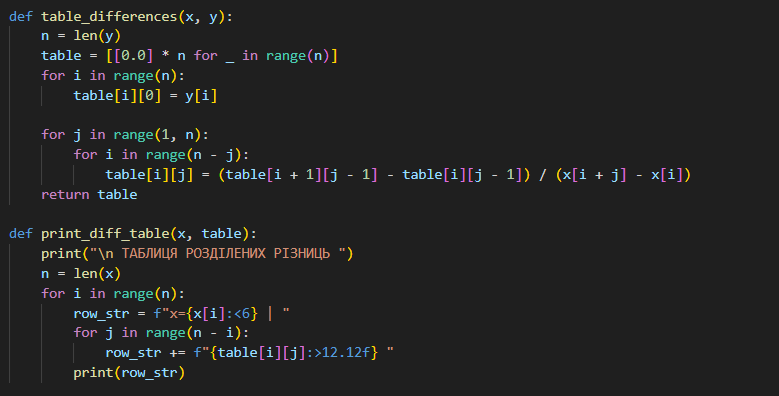 def table_differences(x, y):
    n = len(y)
    table = [[0.0] * n for _ in range(n)]
    for i in range(n):
        table[i][0] = y[i]

    for j in range(1, n):
        for i in range(n - j):
            table[i][j] = (table[i + 1][j - 1] - table[i][j - 1]) / (x[i + j] - x[i])
    return table

def print_diff_table(x, table):
    print("\n ТАБЛИЦЯ РОЗДІЛЕНИХ РІЗНИЦЬ ")
    n = len(x)
    for i in range(n):
        row_str = f"x={x[i]:<6} | "
        for j in range(n - i):
            row_str += f"{table[i][j]:>12.12f} "
        print(row_str)